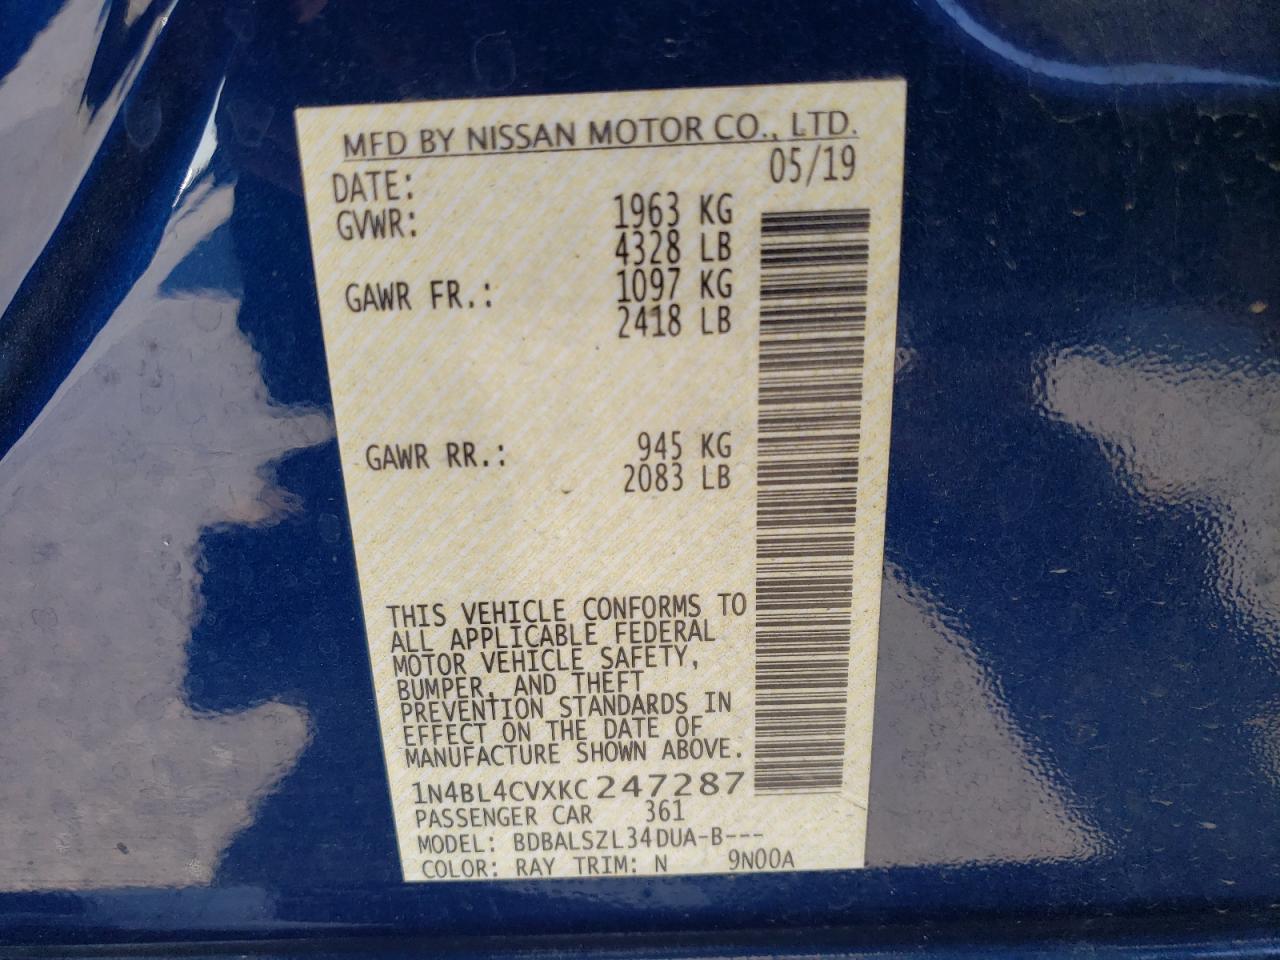 MFD BY NISSAN MOTOR CO., LTD.
DATE: 05/19
GVWR: 1963 KG
4328 LB
GAWR FR.: 1097 KG
2418 LB
GAWR RR.: 945 KG
2083 LB
THIS VEHICLE CONFORMS TO
ALL APPLICABLE FEDERAL
MOTOR VEHICLE SAFETY,
BUMPER, AND THEFT
PREVENTION STANDARDS IN
EFFECT ON THE DATE OF
MANUFACTURE SHOWN ABOVE.
1N4BL4CVXKC247287
PASSENGER CAR 361
MODEL: BDBALSZL34DUA-B---
COLOR: RAY TRIM: N 9N00A